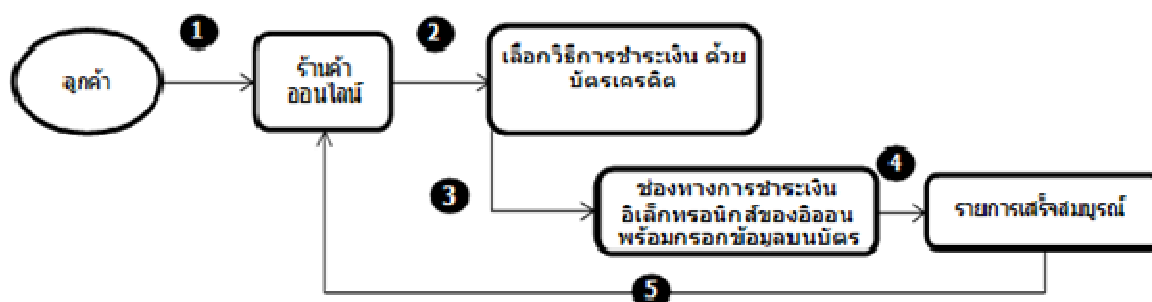 1
2
ลูกค้า
ร้านค้า
ออนไลน์
เลือกวิธีการชำระเงิน ด้วย
บัตรเครดิต
3
4
ช่องทางการชำระเงิน
อิเล็กทรอนิกส์ของอิออน
พร้อมกรอกข้อมูลบนบัตร
รายการเสร็จสมบูรณ์
5